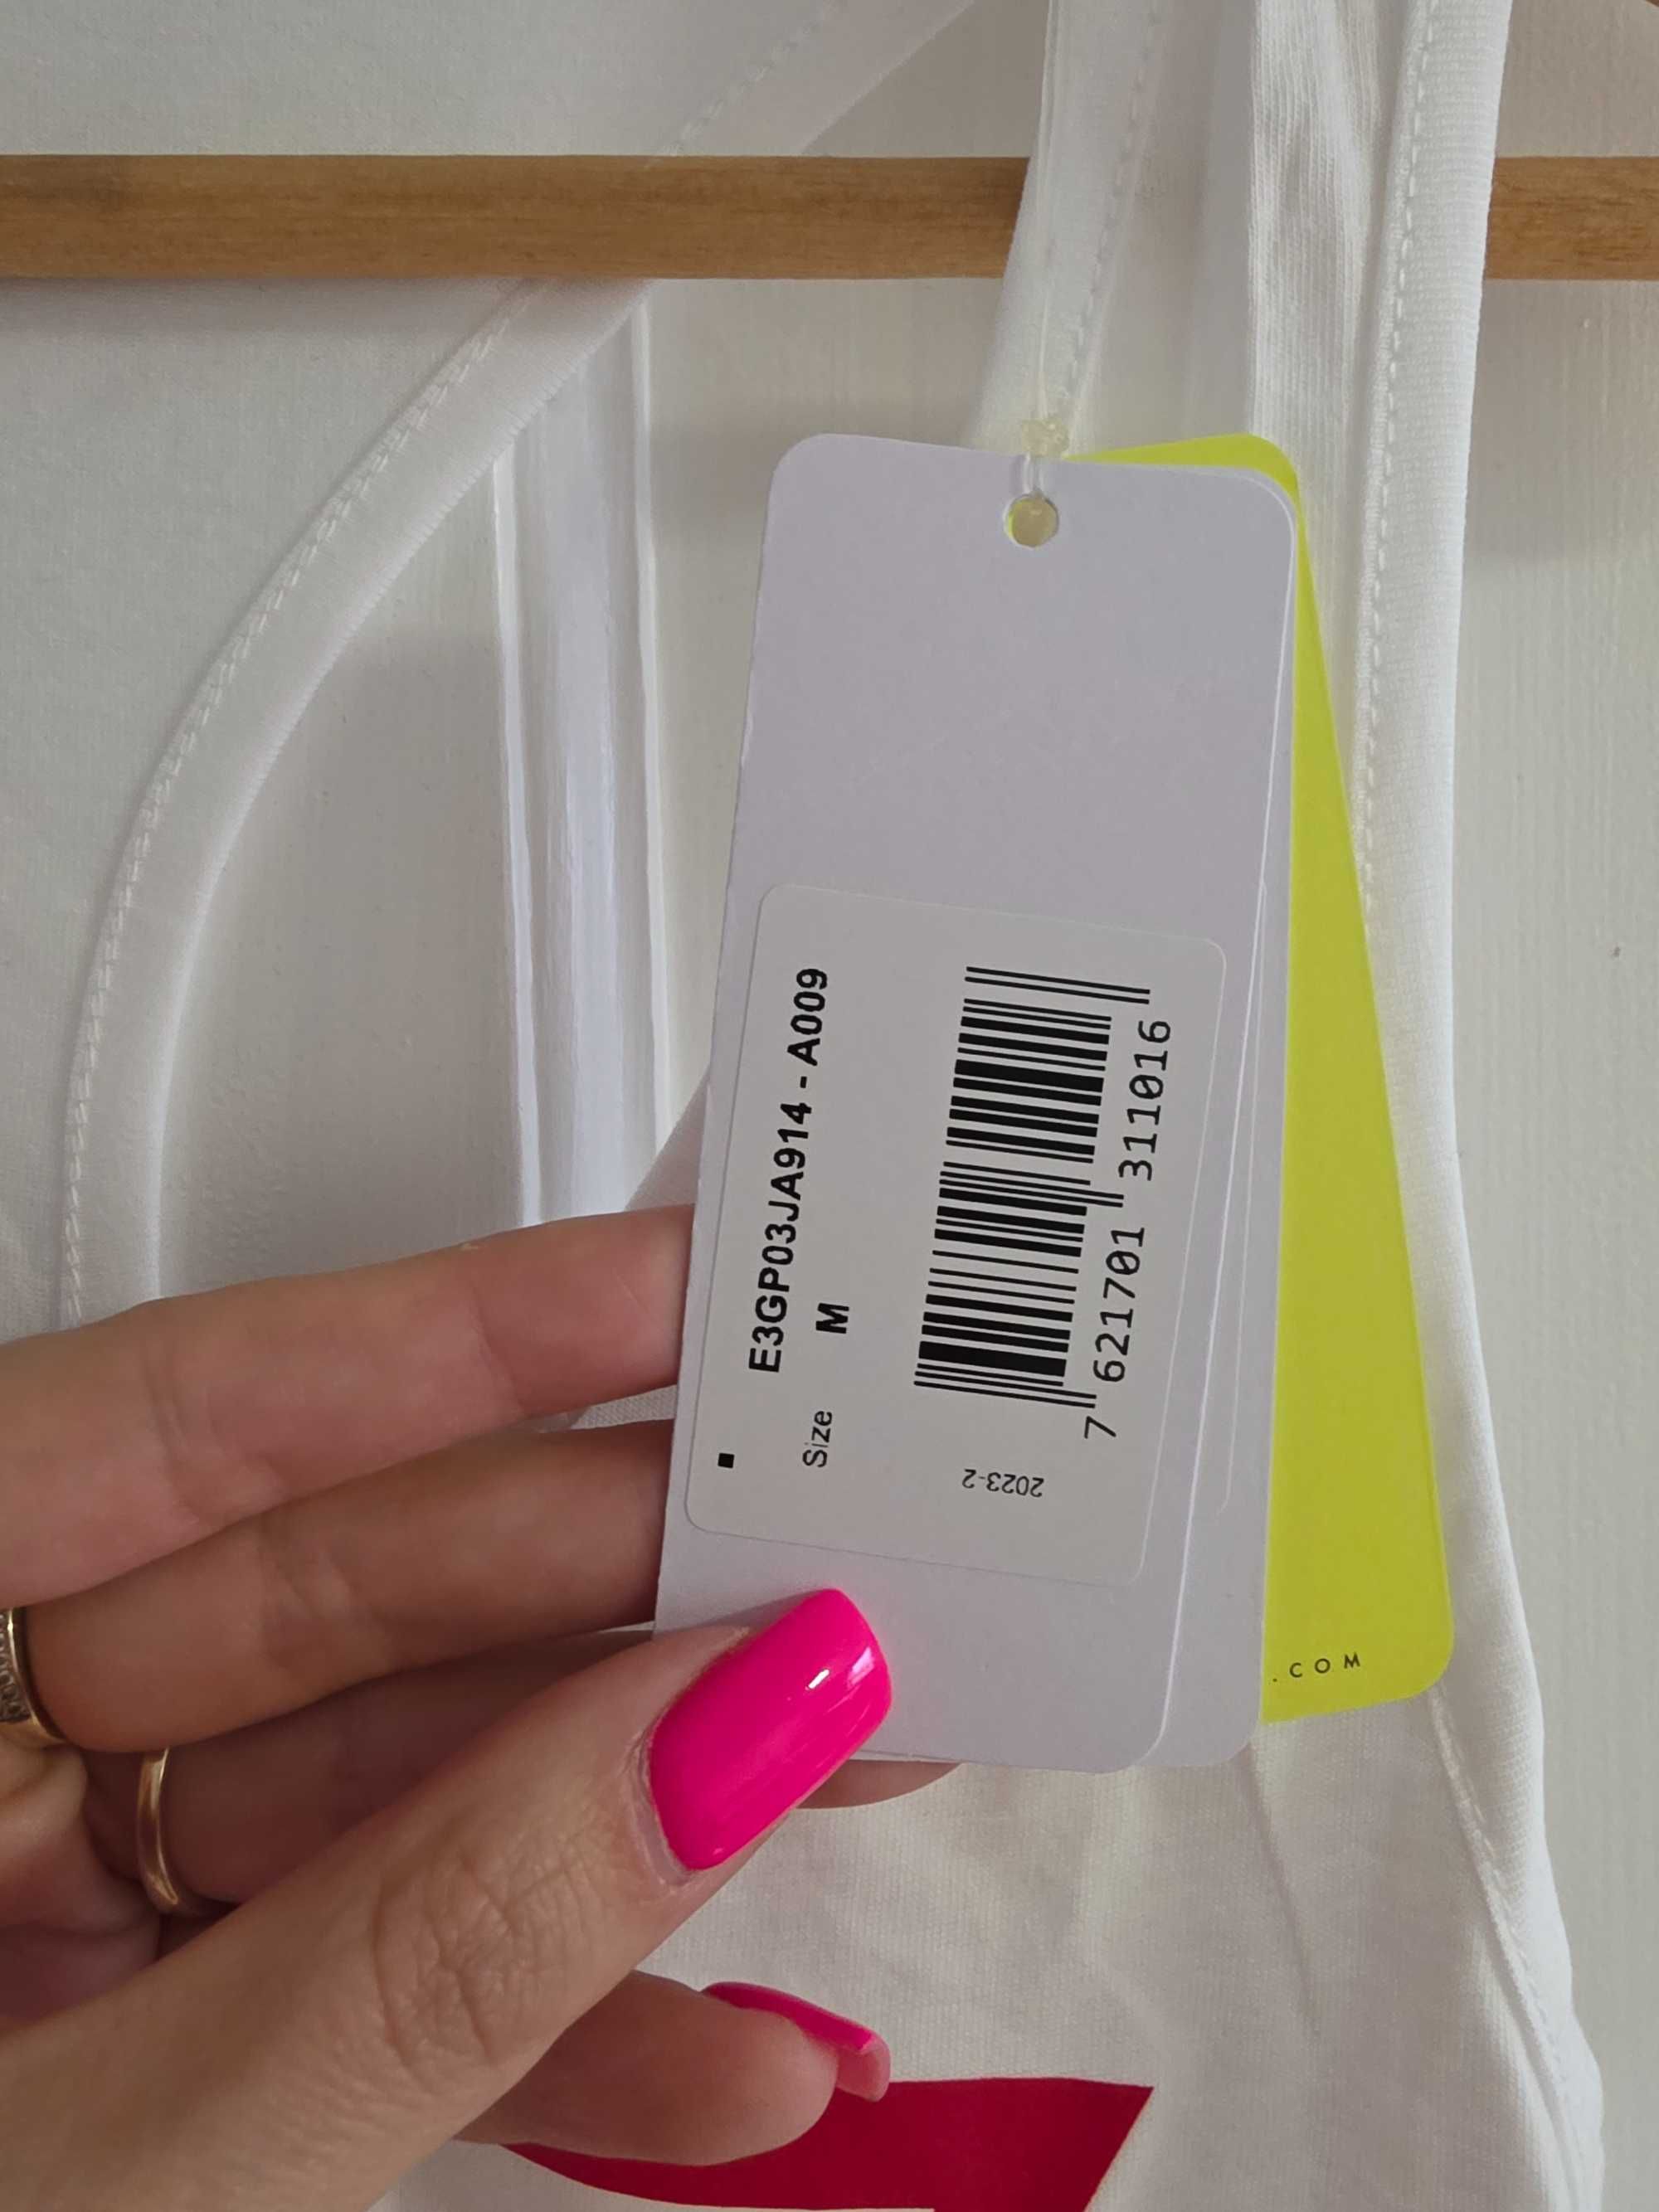 E3GP03JA914 - A009
Size M
7 621701 311016
2023-2
.COM